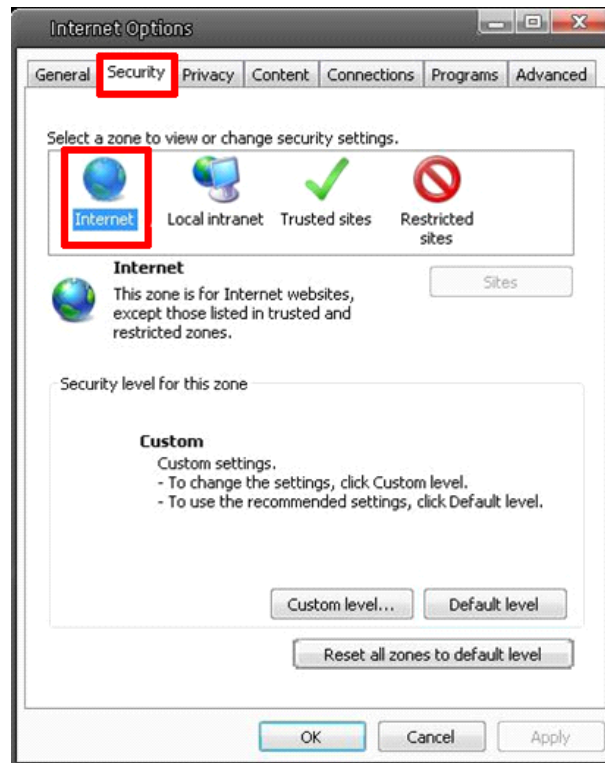 Internet Options
General Security Privacy Content Connections Programs Advanced
Select a zone to view or change security settings.
Internet Local intranet Trusted sites Restricted
sites
Internet
Sites
This zone is for Internet websites,
except those listed in trusted and
restricted zones.
Security level for this zone
Custom
Custom settings.
- To change the settings, click Custom level.
- To use the recommended settings, click Default level.
Custom level... Default level
Reset all zones to default level
OK Cancel Apply